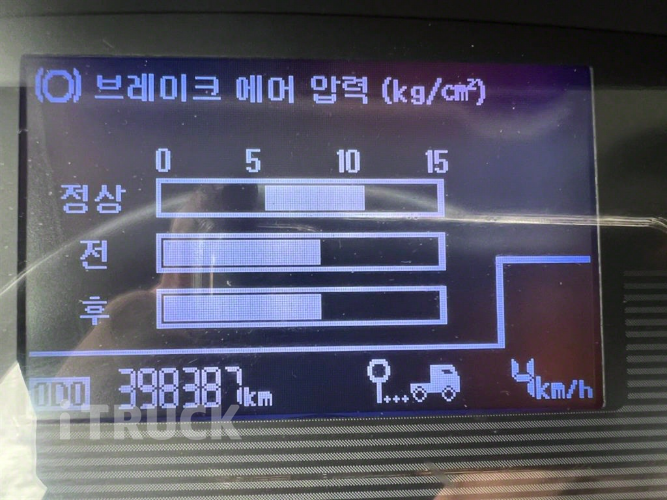 브레이크 에어 압력 (kg/cm²)
0 5 10 15
정상
전
후
ODO 398387km 4km/h
iTRUCK